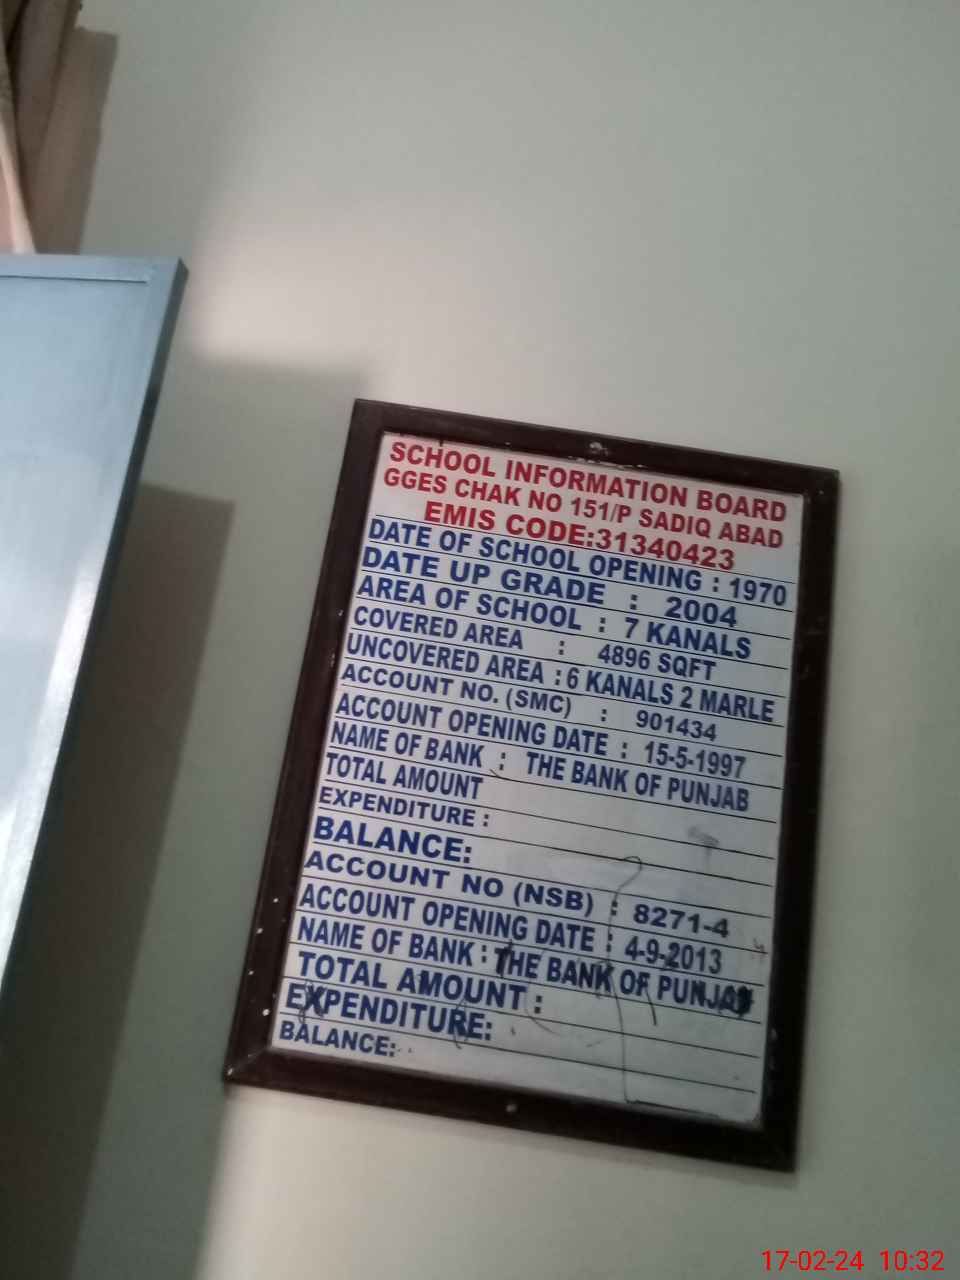 SCHOOL INFORMATION BOARD
GGES CHAK NO 151/P SADIQ ABAD
EMIS CODE:31340423
DATE OF SCHOOL OPENING : 1970
DATE UP GRADE : 2004
AREA OF SCHOOL : 7 KANALS
COVERED AREA : 4896 SQFT
UNCOVERED AREA : 6 KANALS 2 MARLE
ACCOUNT NO. (SMC) : 901434
ACCOUNT OPENING DATE : 15-5-1997
NAME OF BANK : THE BANK OF PUNJAB
TOTAL AMOUNT
EXPENDITURE :
BALANCE:
ACCOUNT NO (NSB) : 8271-4
ACCOUNT OPENING DATE : 4-9-2013
NAME OF BANK : THE BANK OF PUNJAB
TOTAL AMOUNT :
EXPENDITURE:
BALANCE:
17-02-24 10:32